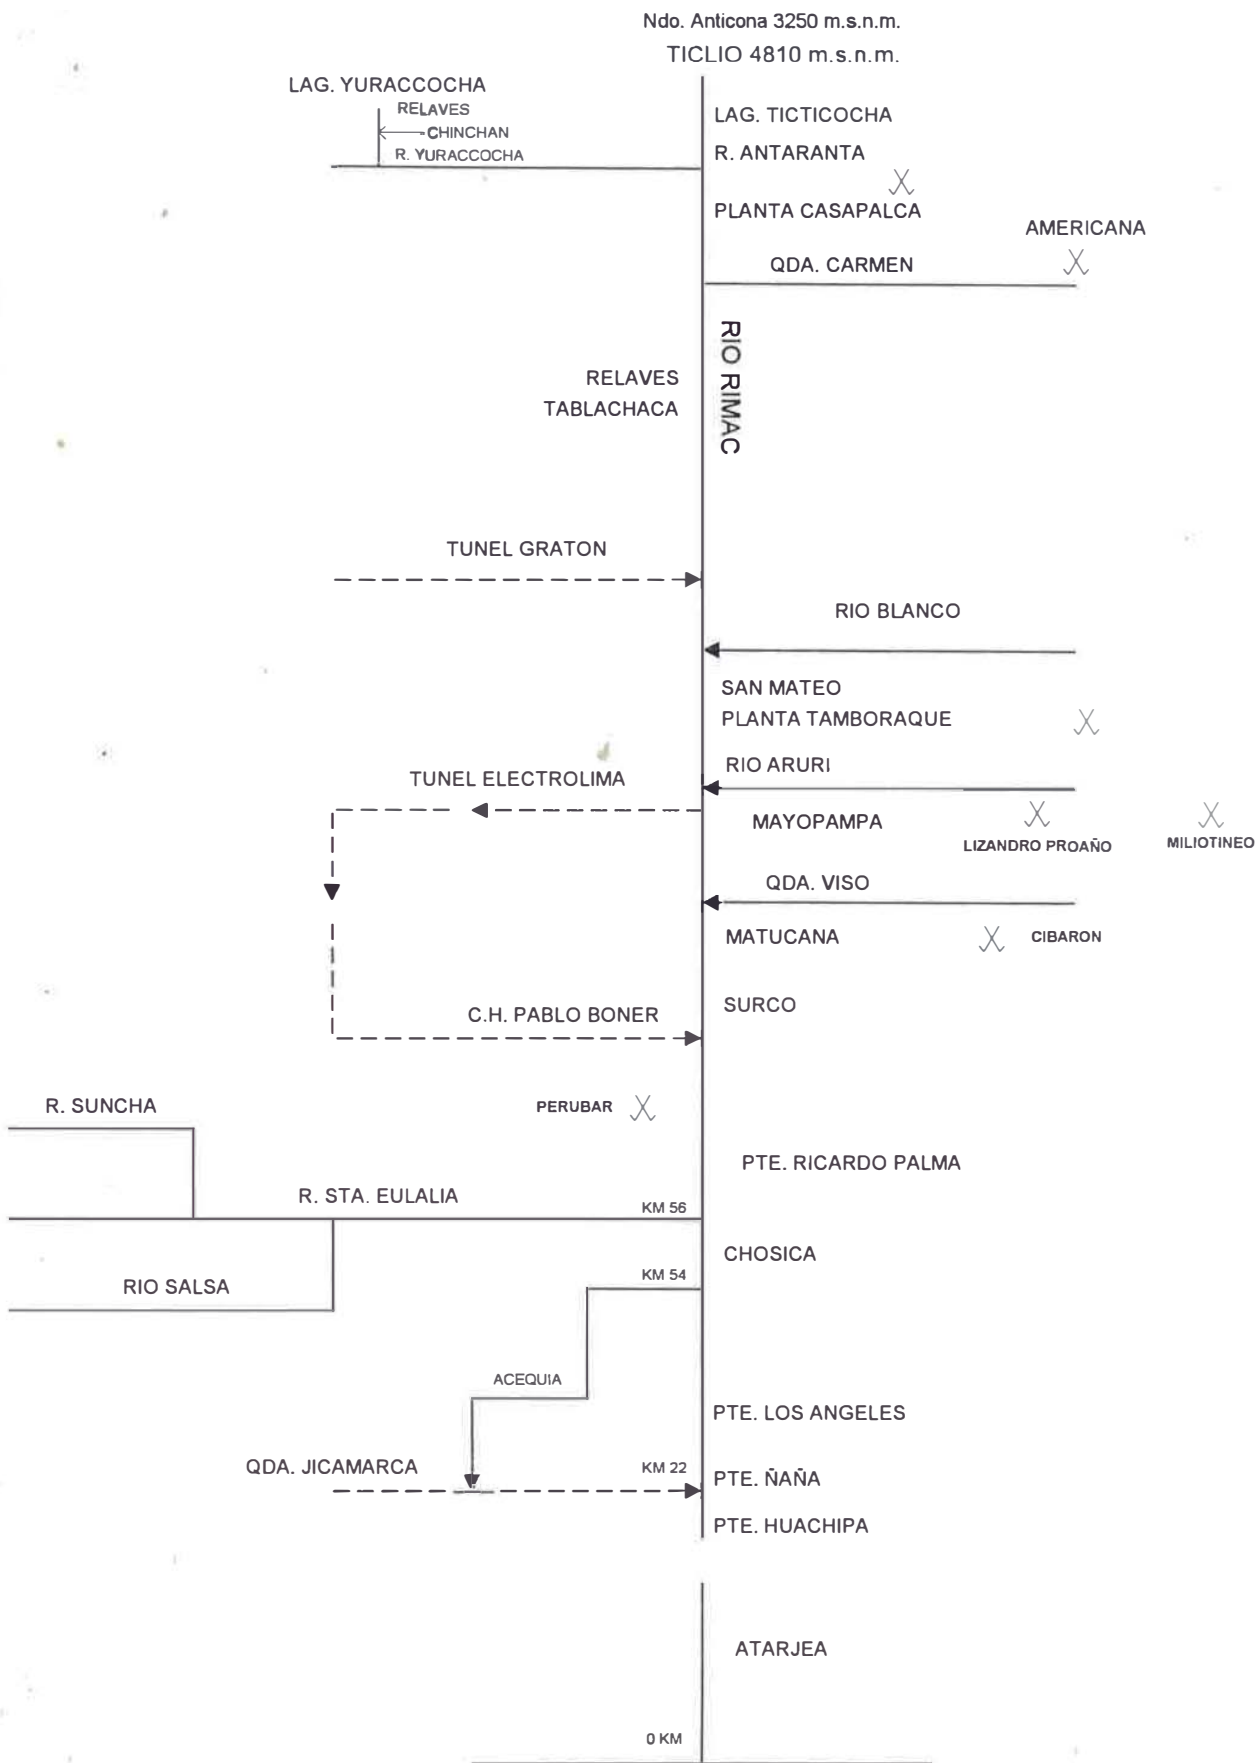 Ndo. Anticona 3250 m.s.n.m.
TICLIO 4810 m.s.n.m.
LAG. YURACCOCHA
RELAVES
CHINCHAN
R. YURACCOCHA
LAG. TICTICOCHA
R. ANTARANTA
PLANTA CASAPALCA
AMERICANA
QDA. CARMEN
RIO RIMAC
RELAVES
TABLACHACA
TUNEL GRATON
RIO BLANCO
SAN MATEO
PLANTA TAMBORAQUE
RIO ARURI
TUNEL ELECTROLIMA
MAYOPAMPA
LIZANDRO PROAÑO
MILIOTINEO
QDA. VISO
MATUCANA
CIBARON
SURCO
C.H. PABLO BONER
R. SUNCHA
PERUBAR
PTE. RICARDO PALMA
R. STA. EULALIA
KM 56
CHOSICA
RIO SALSA
KM 54
ACEQUIA
PTE. LOS ANGELES
QDA. JICAMARCA
KM 22
PTE. ÑAÑA
PTE. HUACHIPA
ATARJEA
0 KM